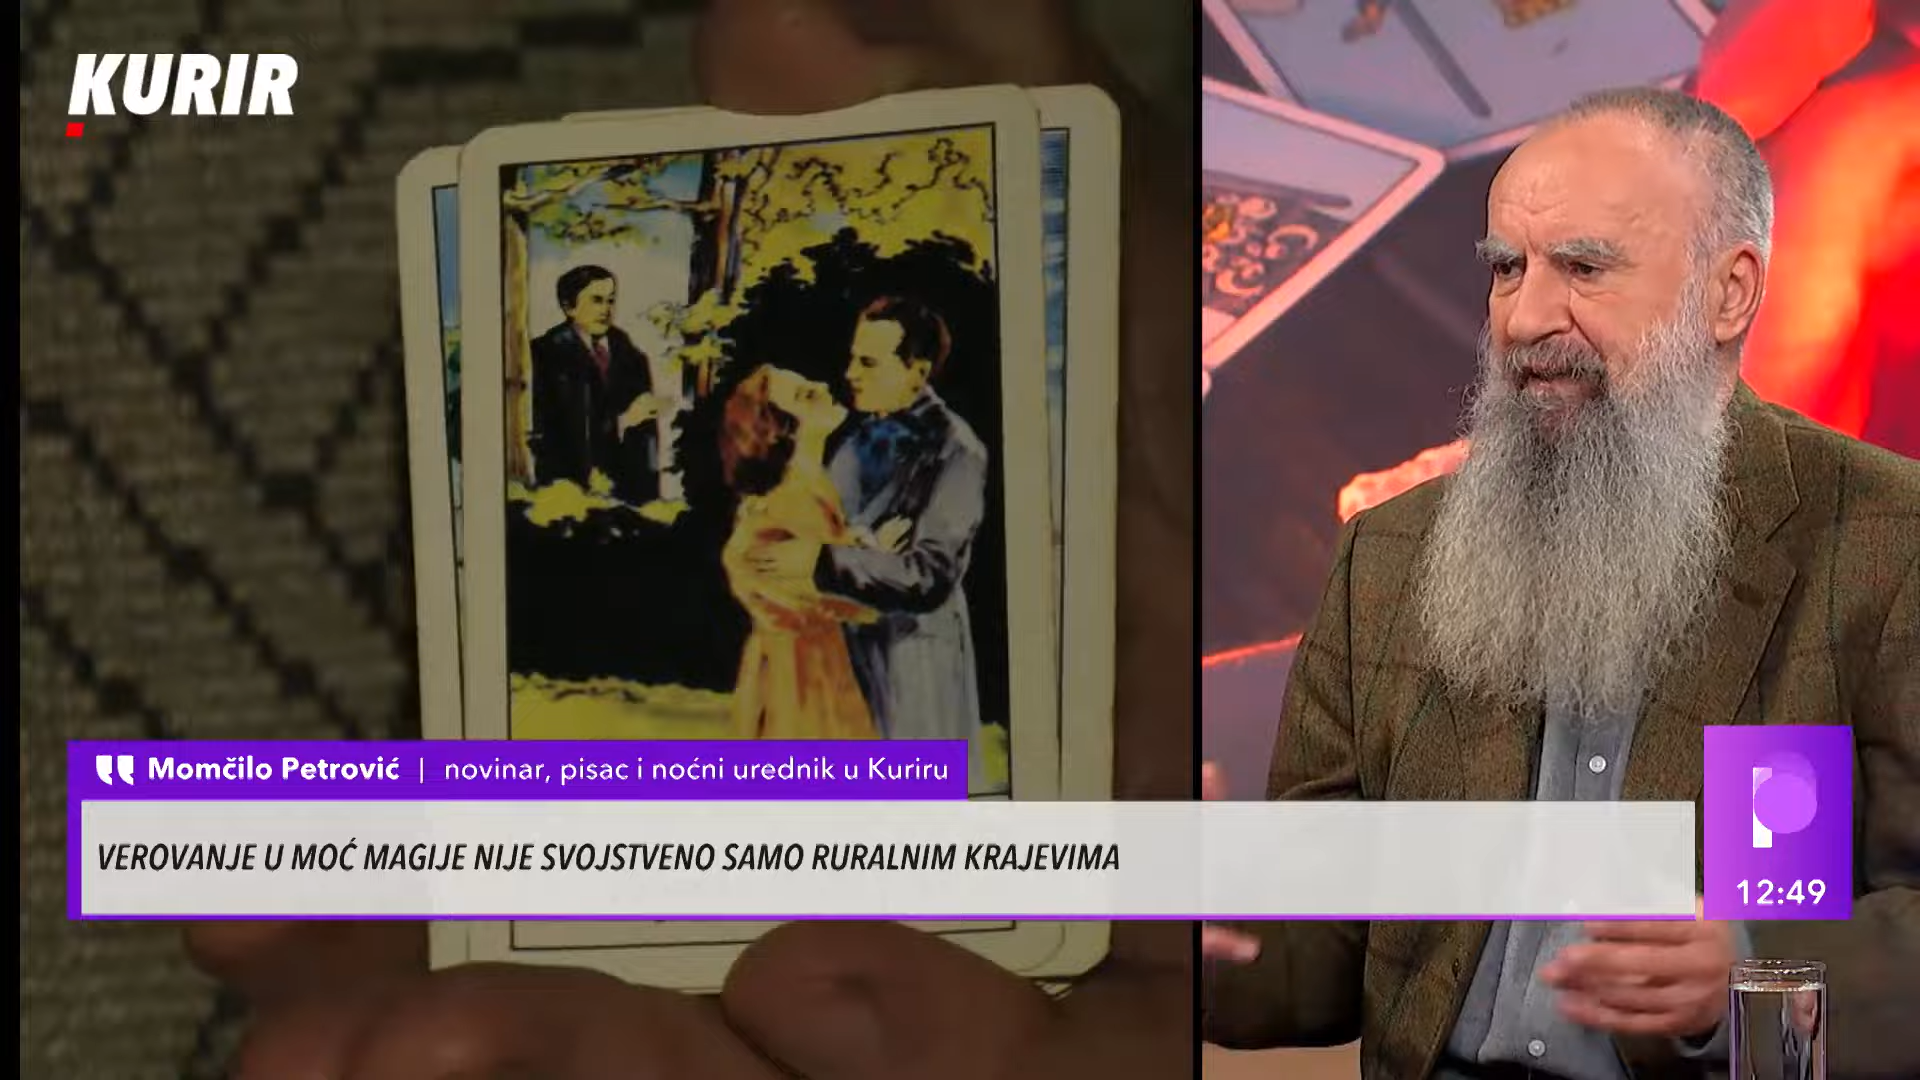 KURIR
Momčilo Petrović | novinar, pisac i noćni urednik u Kuriru
VEROVANJE U MOĆ MAGIJE NIJE SVOJSTVENO SAMO RURALNIM KRAJEVIMA
12:49